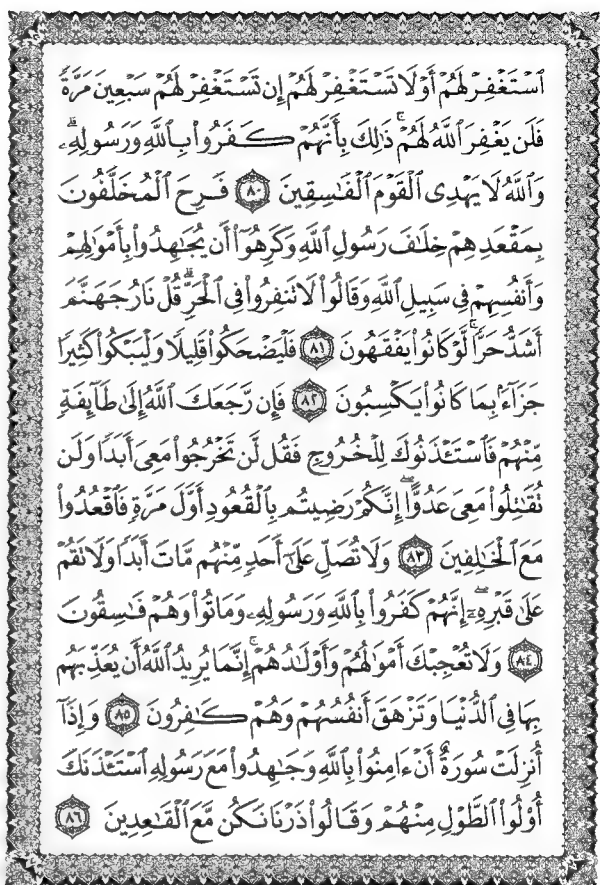 ٱسْتَغْفِرْ لَهُمْ أَوْ لَا تَسْتَغْفِرْ لَهُمْ إِن تَسْتَغْفِرْ لَهُمْ سَبْعِينَ مَرَّةً
فَلَن يَغْفِرَ ٱللَّهُ لَهُمْ ۚ ذَٰلِكَ بِأَنَّهُمْ كَفَرُوا۟ بِٱللَّهِ وَرَسُولِهِۦ ۗ
وَٱللَّهُ لَا يَهْدِى ٱلْقَوْمَ ٱلْفَـٰسِقِينَ ٨٠ فَرِحَ ٱلْمُخَلَّفُونَ
بِمَقْعَدِهِمْ خِلَـٰفَ رَسُولِ ٱللَّهِ وَكَرِهُوٓا۟ أَن يُجَـٰهِدُوا۟ بِأَمْوَٰلِهِمْ
وَأَنفُسِهِمْ فِى سَبِيلِ ٱللَّهِ وَقَالُوا۟ لَا تَنفِرُوا۟ فِى ٱلْحَرِّ ۗ قُلْ نَارُ جَهَنَّمَ
أَشَدُّ حَرًّا ۚ لَّوْ كَانُوا۟ يَفْقَهُونَ ٨١ فَلْيَضْحَكُوا۟ قَلِيلًا وَلْيَبْكُوا۟ كَثِيرًا
جَزَآءًۢ بِمَا كَانُوا۟ يَكْسِبُونَ ٨٢ فَإِن رَّجَعَكَ ٱللَّهُ إِلَىٰ طَآئِفَةٍ
مِّنْهُمْ فَٱسْتَـْٔذَنُوكَ لِلْخُرُوجِ فَقُل لَّن تَخْرُجُوا۟ مَعِىَ أَبَدًا وَلَن
تُقَـٰتِلُوا۟ مَعِىَ عَدُوًّا ۖ إِنَّكُمْ رَضِيتُم بِٱلْقُعُودِ أَوَّلَ مَرَّةٍ فَٱقْعُدُوا۟
مَعَ ٱلْخَـٰلِفِينَ ٨٣ وَلَا تُصَلِّ عَلَىٰٓ أَحَدٍ مِّنْهُم مَّاتَ أَبَدًا وَلَا تَقُمْ
عَلَىٰ قَبْرِهِۦٓ ۖ إِنَّهُمْ كَفَرُوا۟ بِٱللَّهِ وَرَسُولِهِۦ وَمَاتُوا۟ وَهُمْ فَـٰسِقُونَ
٨٤ وَلَا تُعْجِبْكَ أَمْوَٰلُهُمْ وَأَوْلَـٰدُهُمْ ۚ إِنَّمَا يُرِيدُ ٱللَّهُ أَن يُعَذِّبَهُم
بِهَا فِى ٱلدُّنْيَا وَتَزْهَقَ أَنفُسُهُمْ وَهُمْ كَـٰفِرُونَ ٨٥ وَإِذَآ
أُنزِلَتْ سُورَةٌ أَنْ ءَامِنُوا۟ بِٱللَّهِ وَجَـٰهِدُوا۟ مَعَ رَسُولِهِ ٱسْتَـْٔذَنَكَ
أُو۟لُوا۟ ٱلطَّوْلِ مِنْهُمْ وَقَالُوا۟ ذَرْنَا نَكُن مَّعَ ٱلْقَـٰعِدِينَ ٨٦